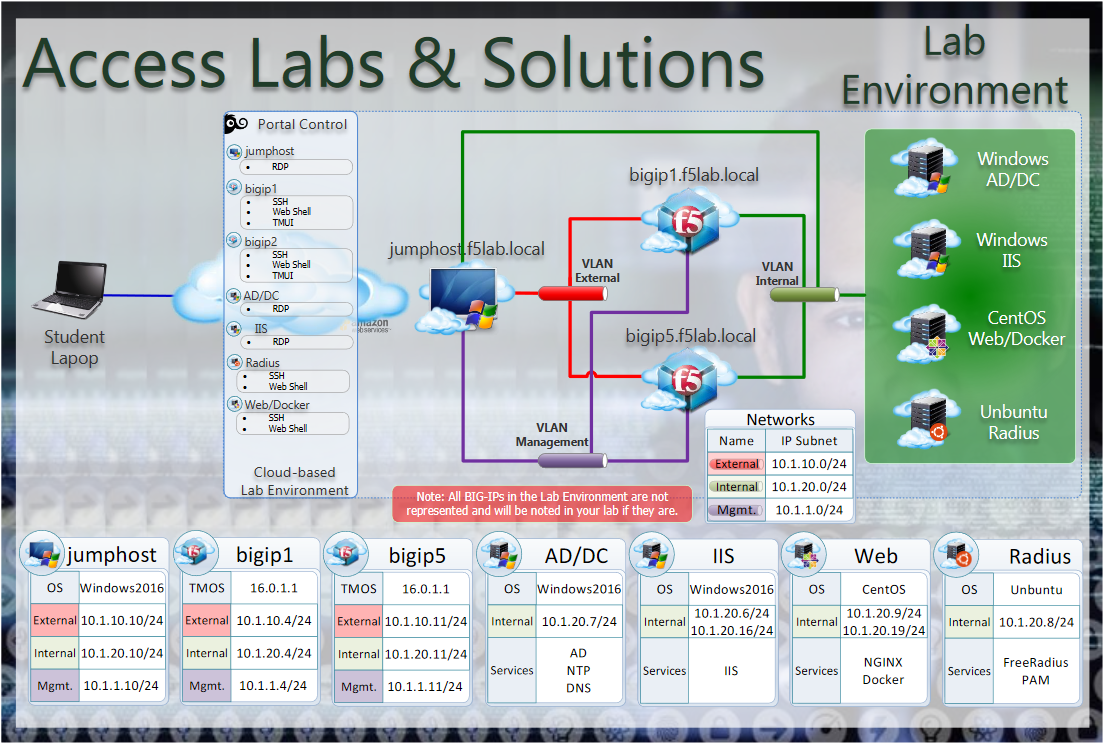 Access Labs & Solutions
Lab
Environment
Portal Control
jumphost
• RDP
bigip1
• SSH
• Web Shell
• TMUI
bigip2
• SSH
• Web Shell
• TMUI
AD/DC
• RDP
IIS
• RDP
Radius
• SSH
• Web Shell
Web/Docker
• SSH
• Web Shell
Cloud-based
Lab Environment
Student
Lapop
amazon
webservices
jumphost.f5lab.local
VLAN
External
bigip1.f5lab.local
f5
VLAN
Internal
bigip5.f5lab.local
f5
VLAN
Management
Windows
AD/DC
Windows
IIS
CentOS
Web/Docker
Unbuntu
Radius
Networks
Name IP Subnet
External 10.1.10.0/24
Internal 10.1.20.0/24
Mgmt. 10.1.1.0/24
Note: All BIG-IPs in the Lab Environment are not
represented and will be noted in your lab if they are.
jumphost
OS Windows2016
External 10.1.10.10/24
Internal 10.1.20.10/24
Mgmt. 10.1.1.10/24
f5
bigip1
TMOS 16.0.1.1
External 10.1.10.4/24
Internal 10.1.20.4/24
Mgmt. 10.1.1.4/24
f5
bigip5
TMOS 16.0.1.1
External 10.1.10.11/24
Internal 10.1.20.11/24
Mgmt. 10.1.1.11/24
AD/DC
OS Windows2016
Internal 10.1.20.7/24
Services AD
NTP
DNS
IIS
OS Windows2016
Internal 10.1.20.6/24
10.1.20.16/24
Services IIS
Web
OS CentOS
Internal 10.1.20.9/24
10.1.20.19/24
Services NGINX
Docker
Radius
OS Unbuntu
Internal 10.1.20.8/24
Services FreeRadius
PAM